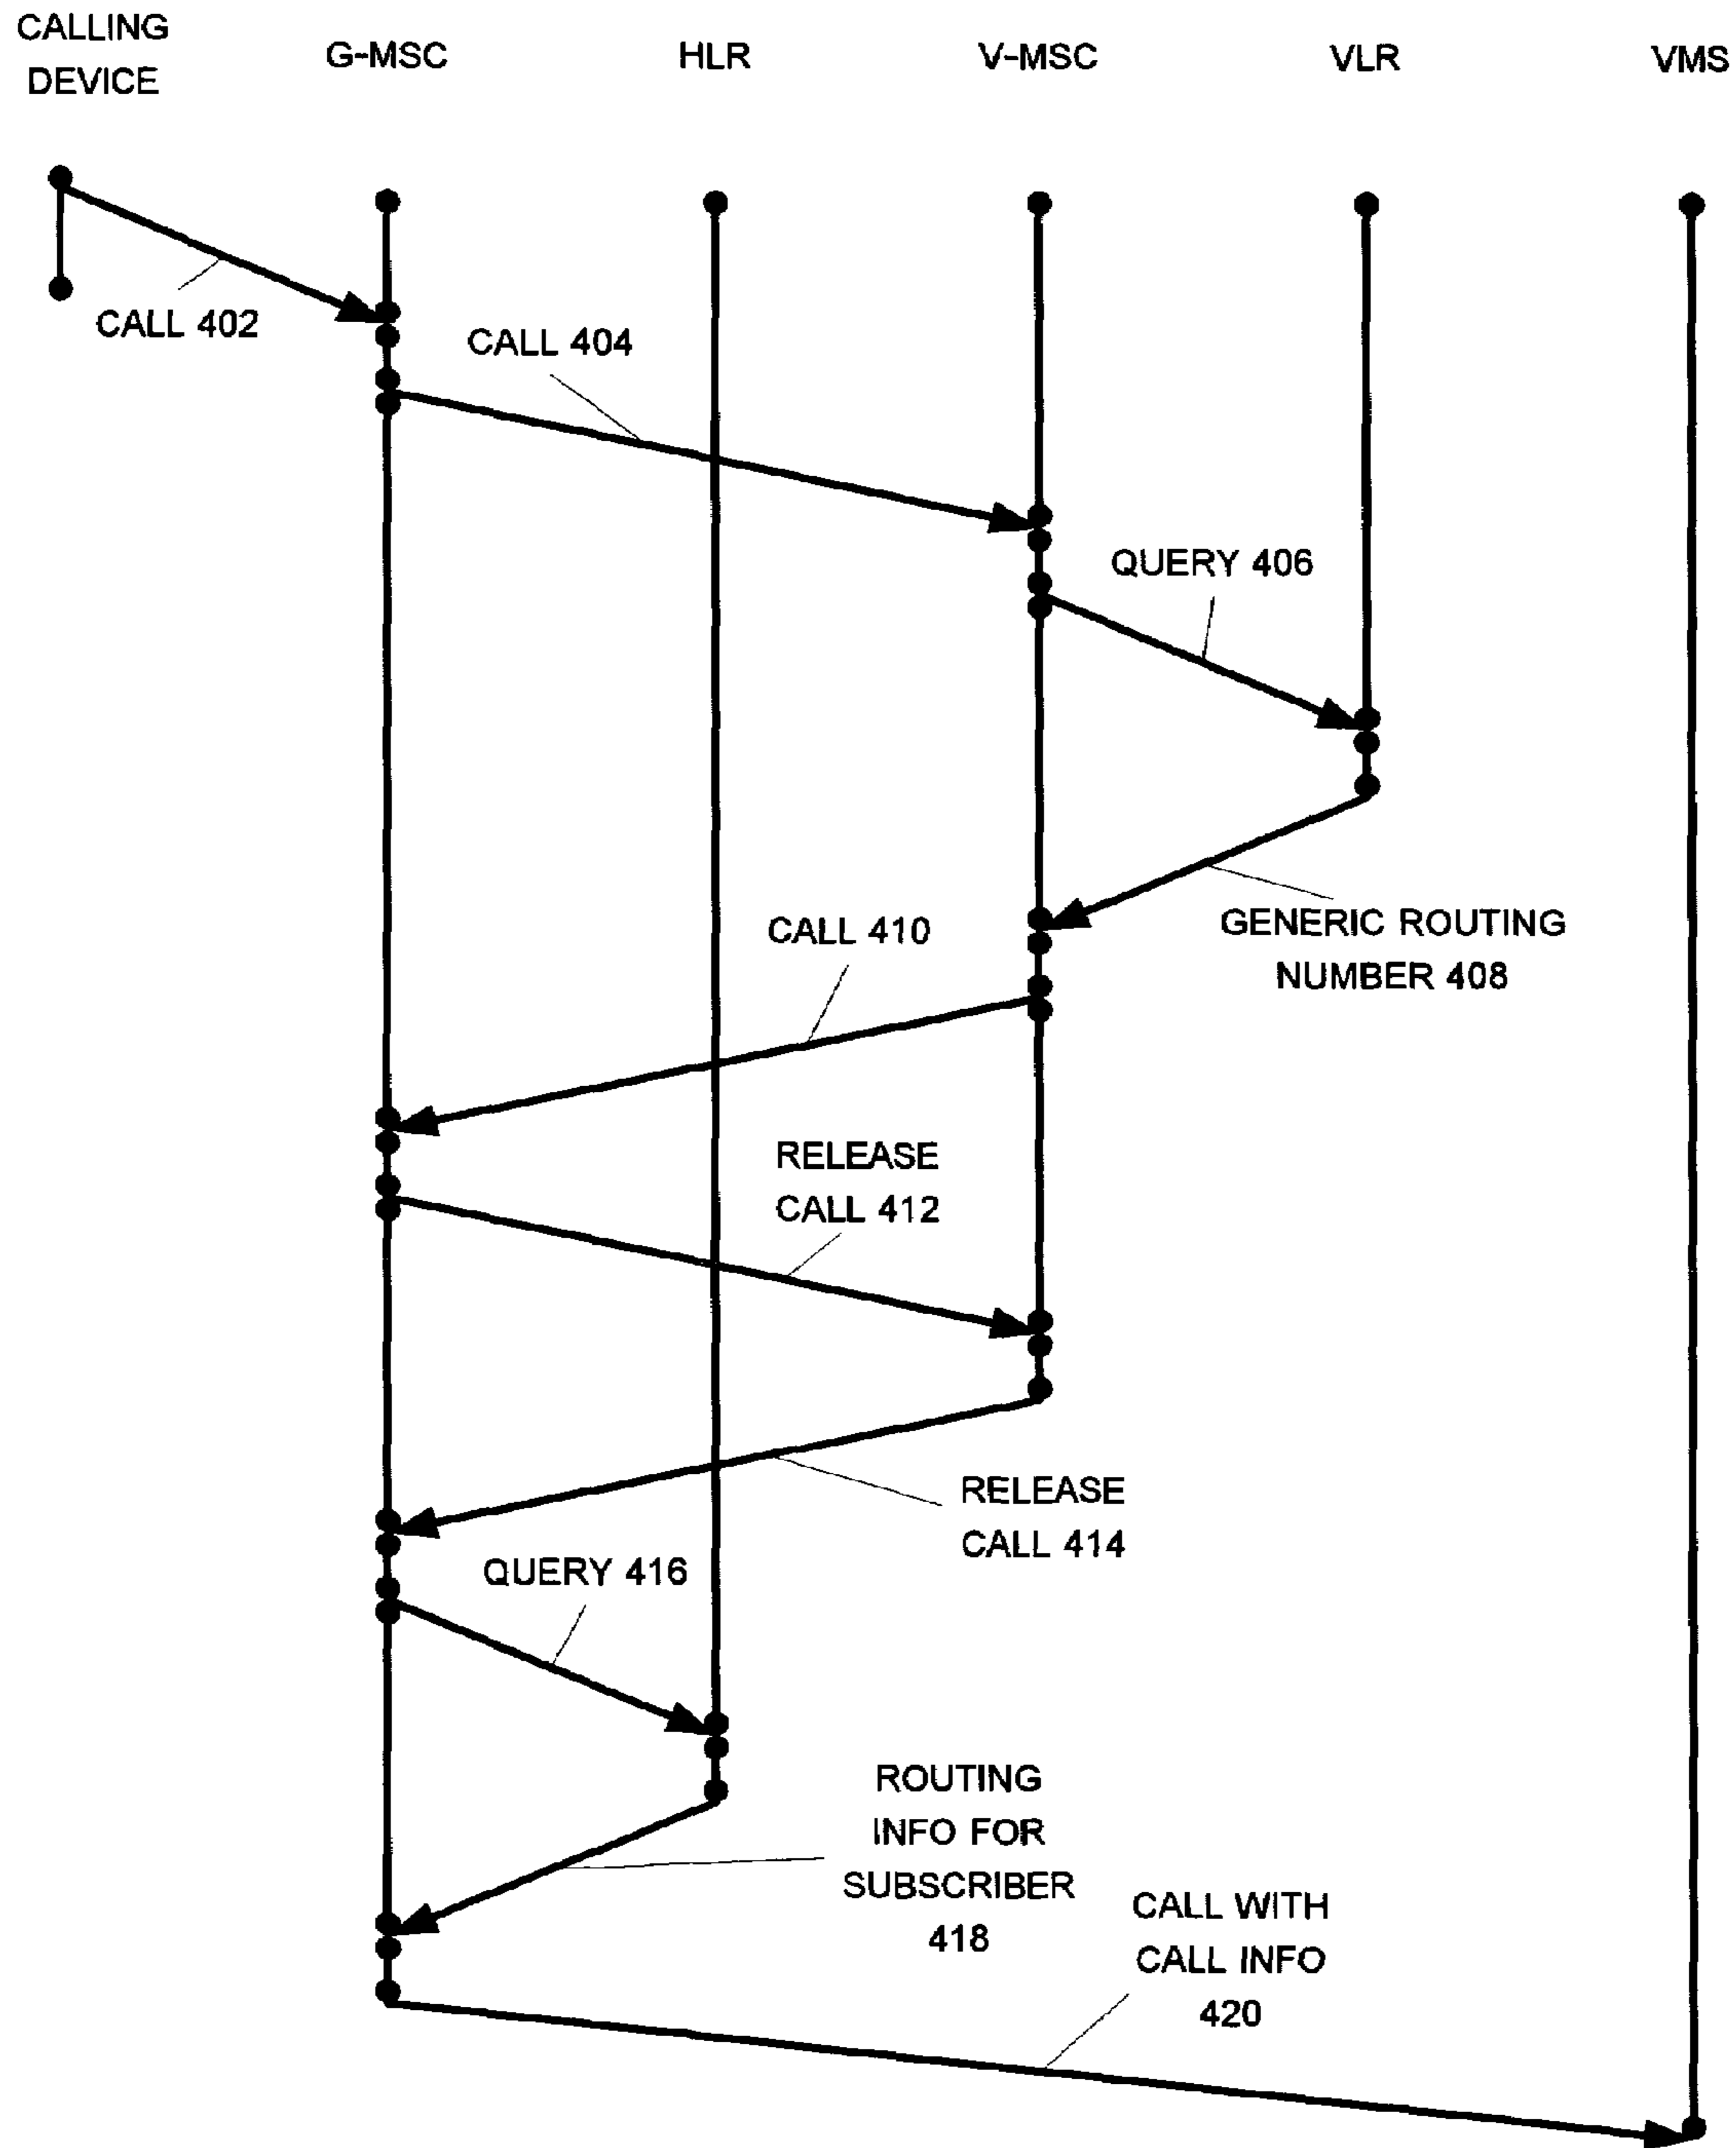 CALLING
DEVICE
G-MSC
HLR
V-MSC
VLR
VMS
CALL 402
CALL 404
QUERY 406
GENERIC ROUTING
NUMBER 408
CALL 410
RELEASE
CALL 412
RELEASE
CALL 414
QUERY 416
ROUTING
INFO FOR
SUBSCRIBER
418
CALL WITH
CALL INFO
420